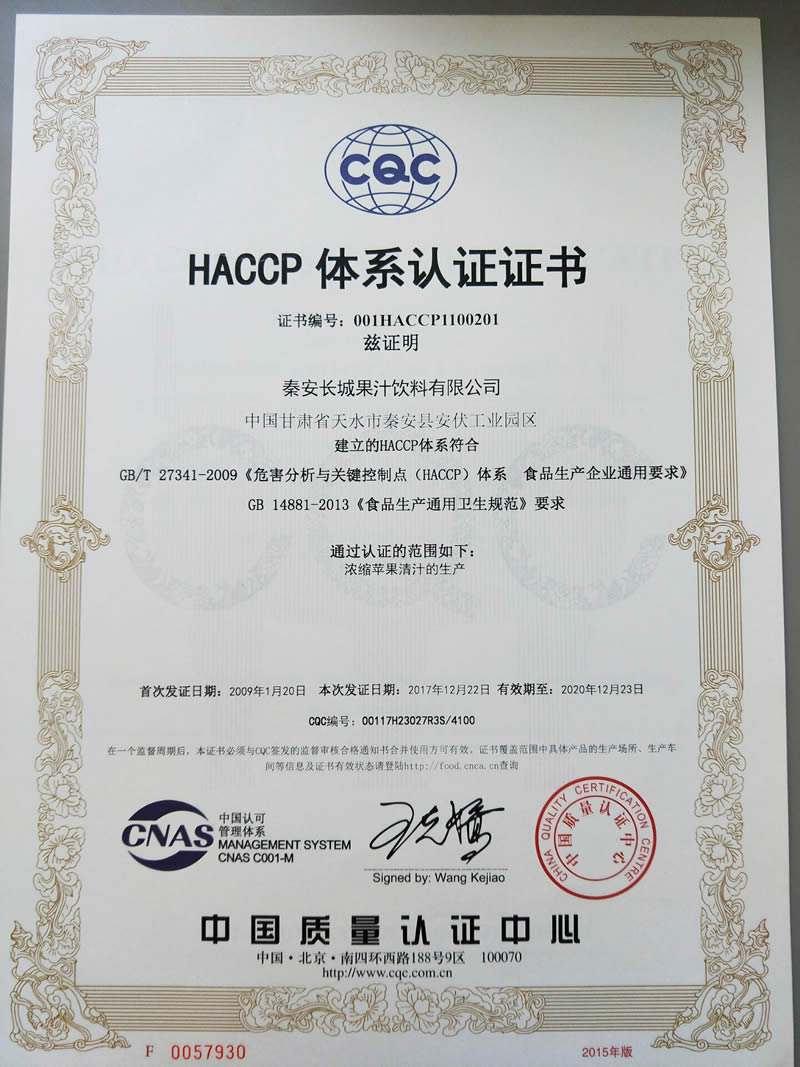 CQC
HACCP 体系认证证书
证书编号：001HACCP1100201
兹证明
秦安长城果汁饮料有限公司
中国甘肃省天水市秦安县安伏工业园区
建立的HACCP体系符合
GB/T 27341-2009《危害分析与关键控制点（HACCP）体系　食品生产企业通用要求》
GB 14881-2013《食品生产通用卫生规范》要求
通过认证的范围如下：
浓缩苹果清汁的生产
首次发证日期：2009年1月20日 本次发证日期：2017年12月22日 有效期至：2020年12月23日
CQC编号：00117H23027R3S/4100
在一个监督周期后，本证书必须与CQC签发的监督审核合格通知书合并使用方可有效。证书覆盖范围中具体产品的生产场所、生产车
间等信息及证书有效状态请登陆http://food.cnca.cn查询
CNAS
中国认可
管理体系
MANAGEMENT SYSTEM
CNAS C001-M
王克娇
Signed by: Wang Kejiao
CHINA QUALITY CERTIFICATION CENTRE
中国质量认证中心
中国质量认证中心
中国·北京·南四环西路188号9区　100070
http://www.cqc.com.cn
F 0057930
2015年版